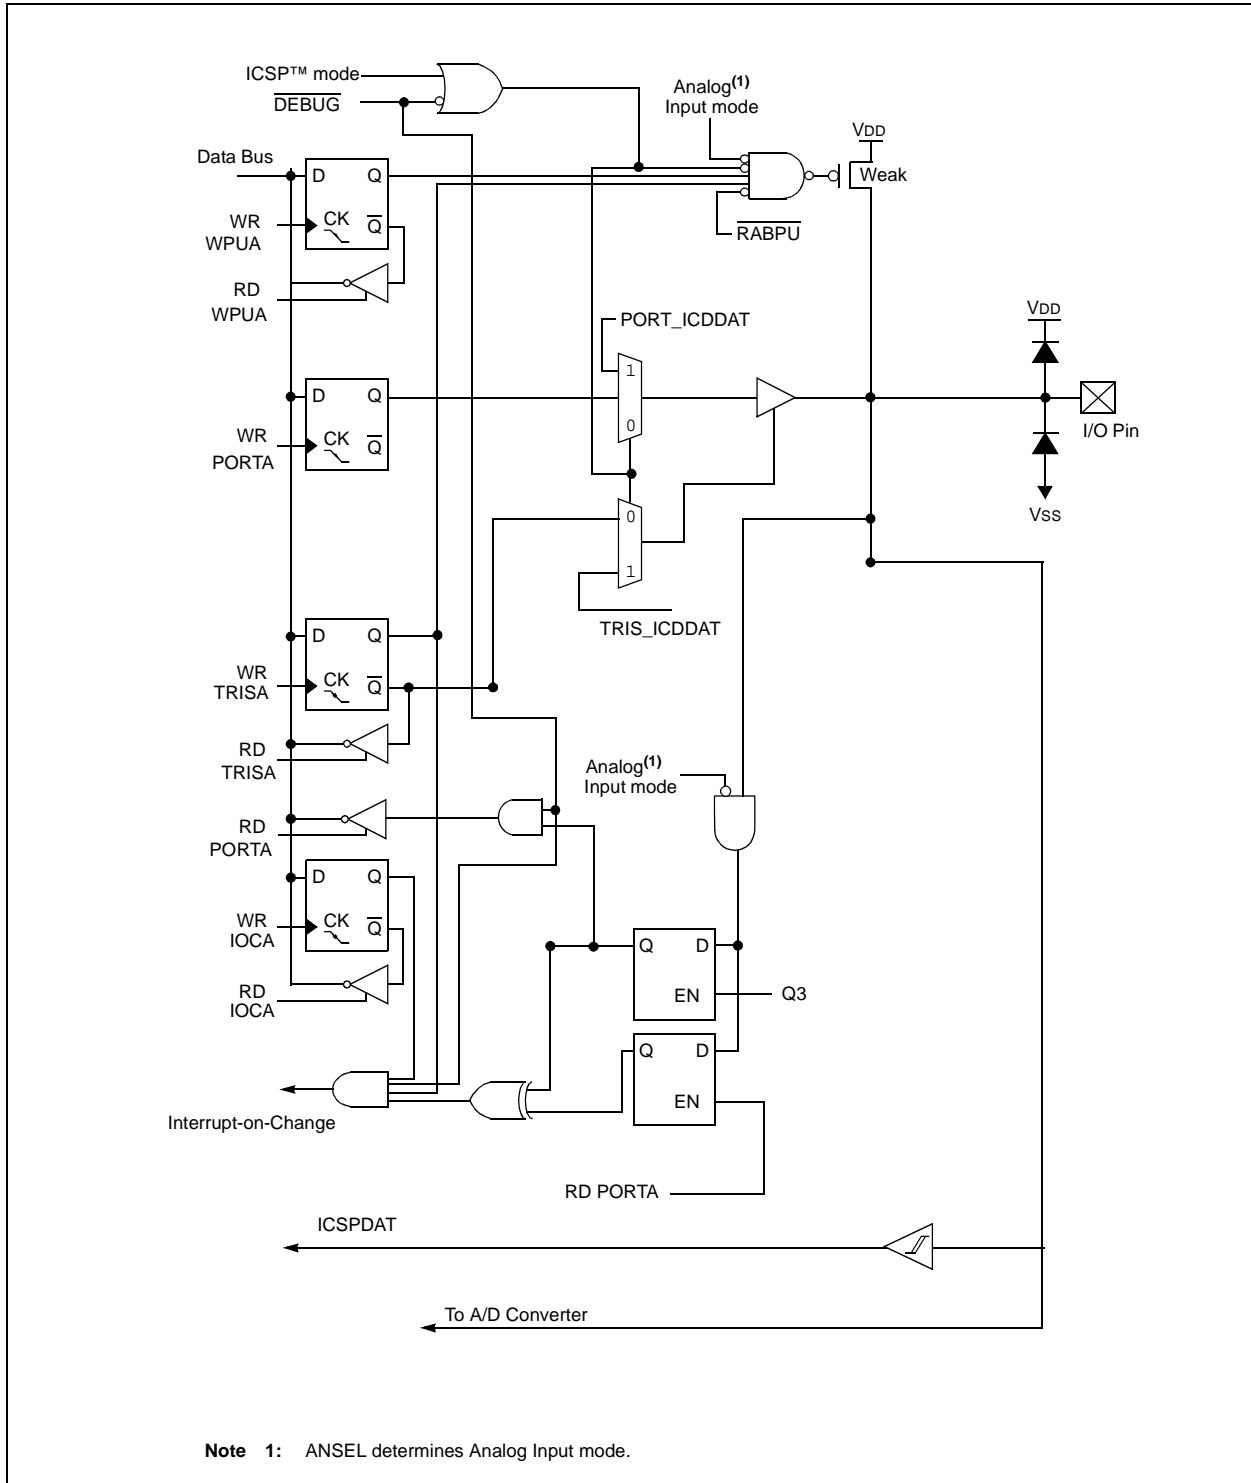 ICSP™ mode
DEBUG
Analog(1)
Input mode
VDD
Data Bus
D Q
Weak
WR
WPUA
CK Q
RABPU
RD
WPUA
PORT_ICDDAT
VDD
1
D Q
WR
PORTA
CK Q
0
I/O Pin
0
VSS
1
TRIS_ICDDAT
D Q
WR
TRISA
CK Q
RD
TRISA
Analog(1)
Input mode
RD
PORTA
D Q
WR
IOCA
CK Q
Q D
EN
Q3
RD
IOCA
Q D
EN
Interrupt-on-Change
RD PORTA
ICSPDAT
To A/D Converter
Note 1: ANSEL determines Analog Input mode.